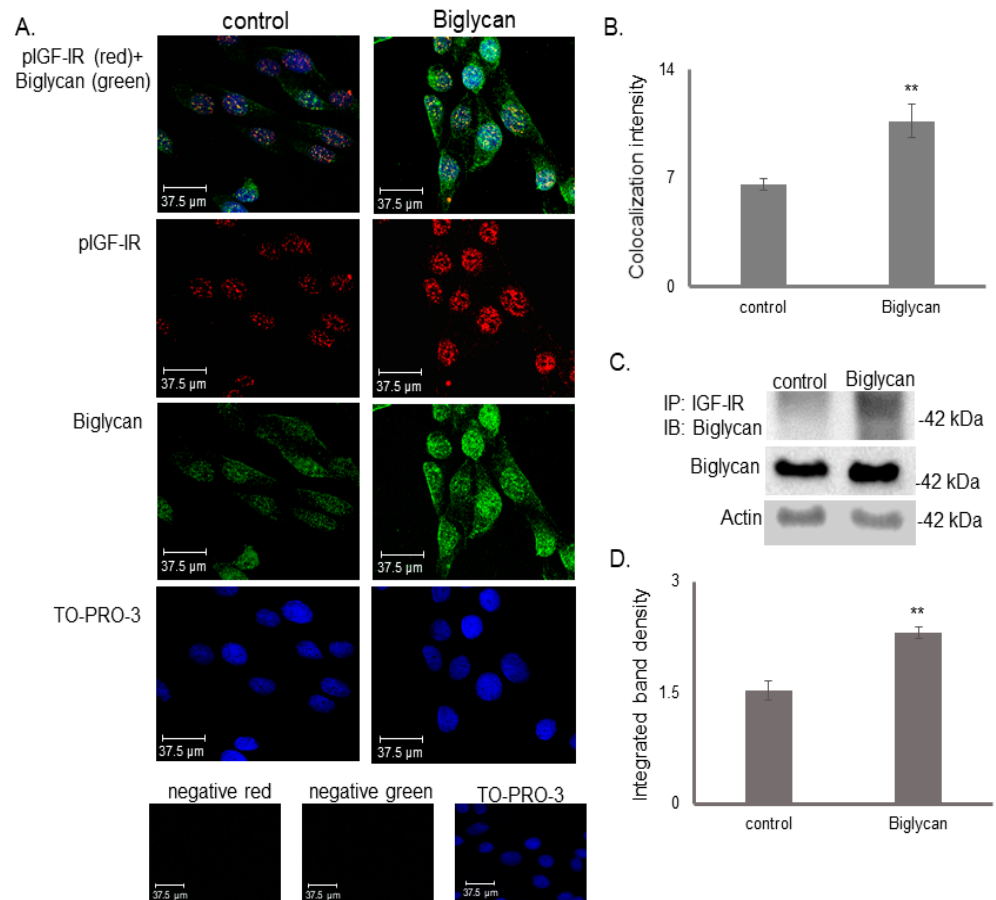 A.
control
Biglycan
pIGF-IR (red)+
Biglycan (green)
37.5 µm
37.5 µm
pIGF-IR
37.5 µm
37.5 µm
Biglycan
37.5 µm
37.5 µm
TO-PRO-3
37.5 µm
37.5 µm
negative red
negative green
TO-PRO-3
37.5 µm
37.5 µm
37.5 µm
B.
Colocalization intensity
14
7
0
**
control
Biglycan
C.
control
Biglycan
IP: IGF-IR
IB: Biglycan
-42 kDa
Biglycan
-42 kDa
Actin
-42 kDa
D.
Integrated band density
3
1.5
0
**
control
Biglycan